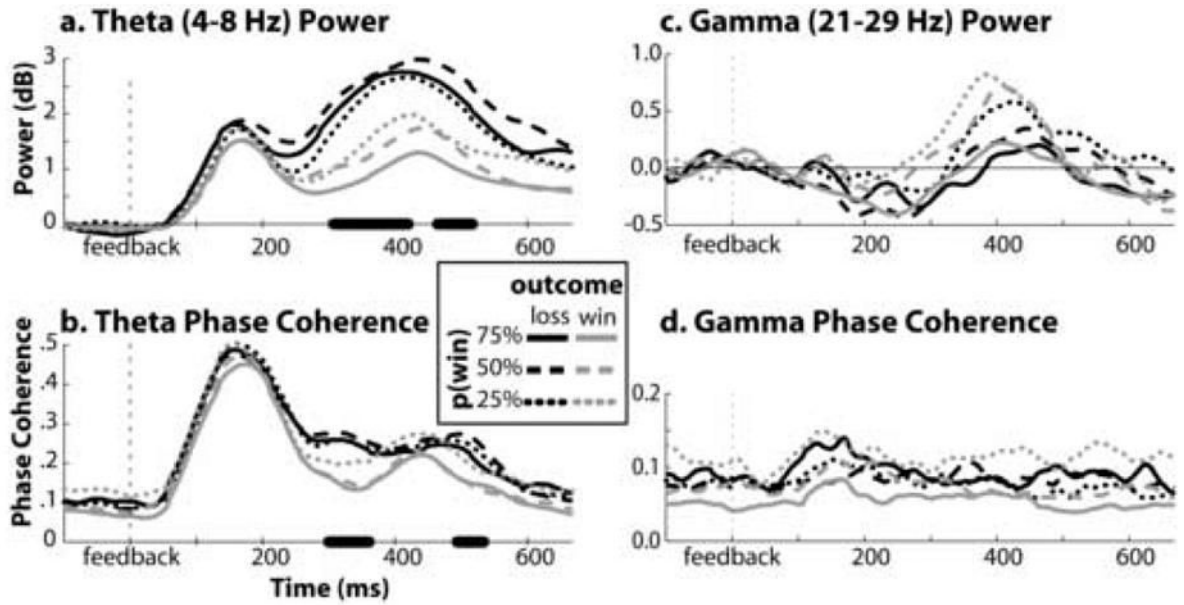 a. Theta (4-8 Hz) Power
Power (dB)
3
2
1
0
feedback 200 400 600
c. Gamma (21-29 Hz) Power
1.0
0.5
0.0
-0.5
feedback 200 400 600
b. Theta Phase Coherence
Phase Coherence
.5
.4
.3
.2
.1
0
feedback 200 400 600
Time (ms)
outcome
loss win
p(win)
75%
50%
25%
d. Gamma Phase Coherence
0.2
0.1
0.0
feedback 200 400 600